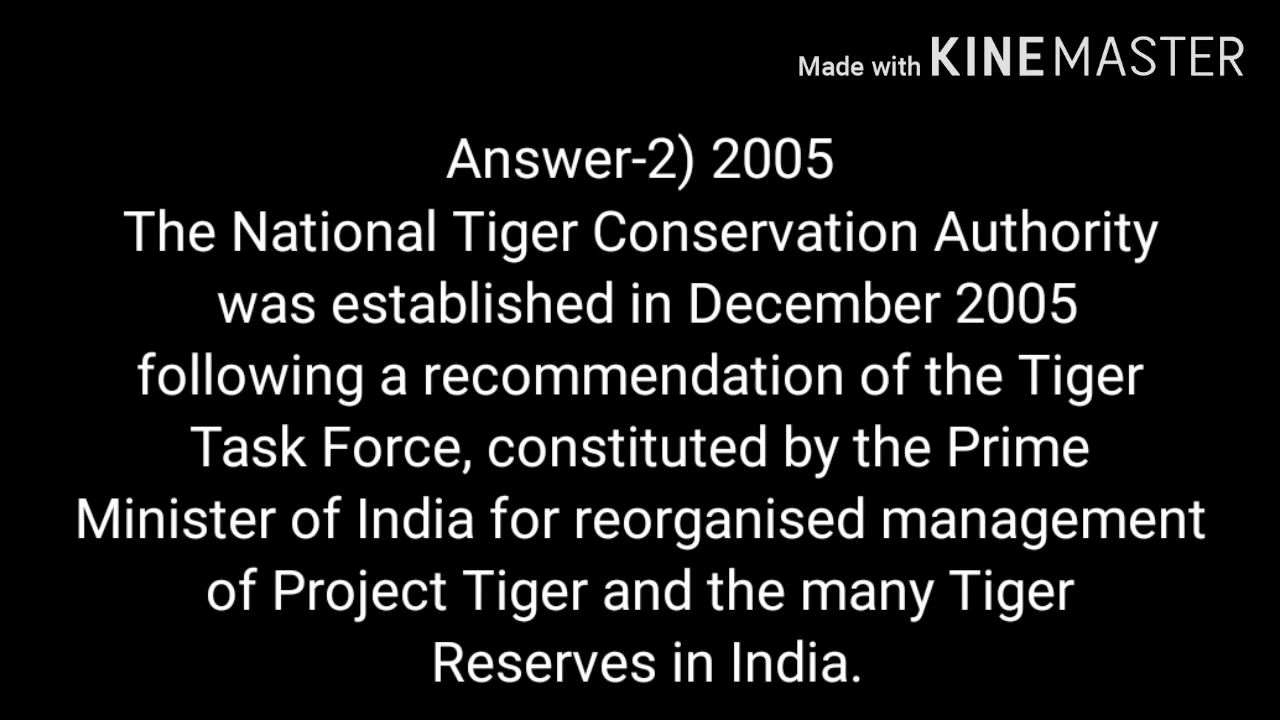 Made with KINEMASTER
Answer-2) 2005
The National Tiger Conservation Authority
was established in December 2005
following a recommendation of the Tiger
Task Force, constituted by the Prime
Minister of India for reorganised management
of Project Tiger and the many Tiger
Reserves in India.